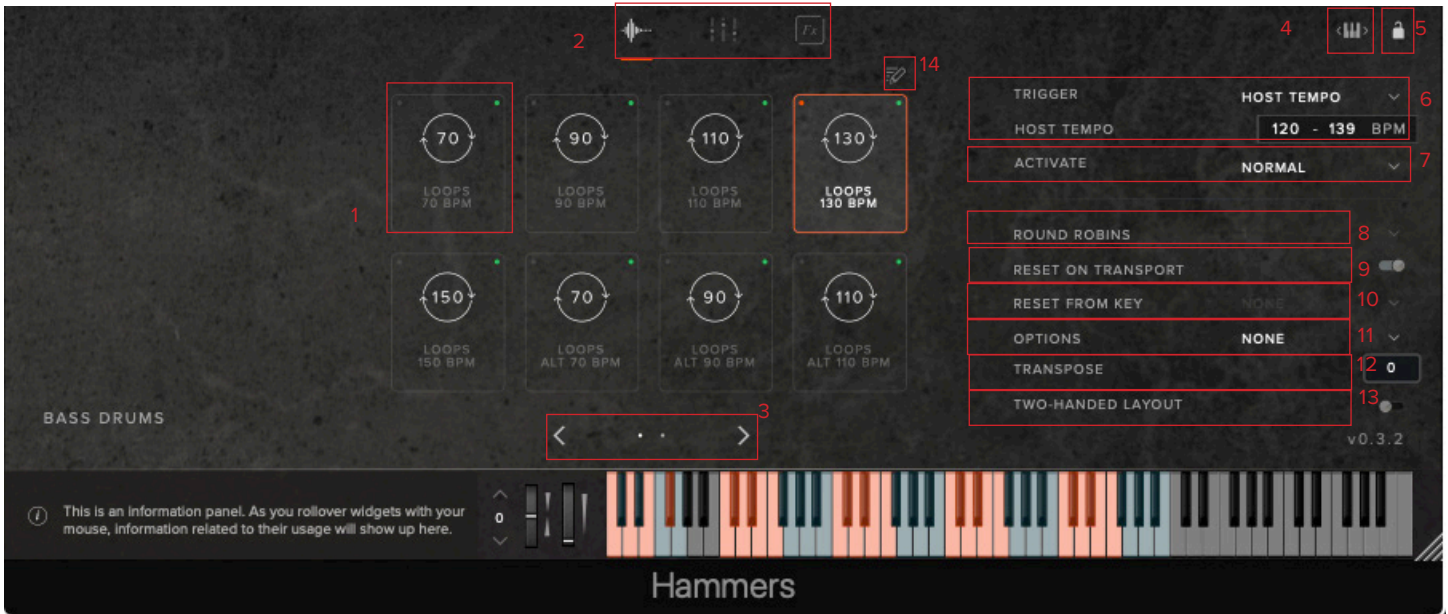 2
Fx
4
5
14
1
70
LOOPS
70 BPM
90
LOOPS
90 BPM
110
LOOPS
110 BPM
130
LOOPS
130 BPM
150
LOOPS
150 BPM
70
LOOPS
ALT 70 BPM
90
LOOPS
ALT 90 BPM
110
LOOPS
ALT 110 BPM
3
TRIGGER HOST TEMPO 6
HOST TEMPO 120 - 139 BPM
ACTIVATE NORMAL 7
ROUND ROBINS 8
RESET ON TRANSPORT 9
RESET FROM KEY NONE 10
OPTIONS NONE 11
TRANSPOSE 12 0
TWO-HANDED LAYOUT 13
BASS DRUMS
v0.3.2
i
This is an information panel. As you rollover widgets with your
mouse, information related to their usage will show up here.
0
Hammers